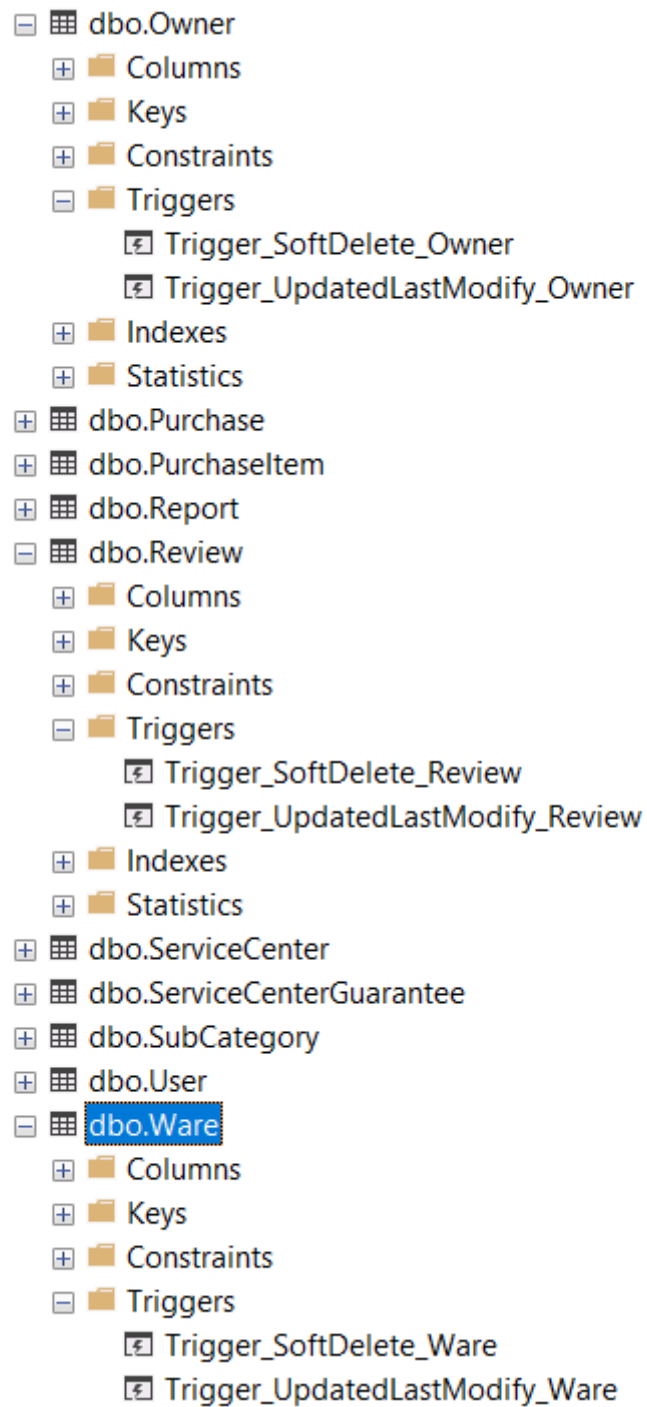 dbo.Owner
Columns
Keys
Constraints
Triggers
Trigger_SoftDelete_Owner
Trigger_UpdatedLastModify_Owner
Indexes
Statistics
dbo.Purchase
dbo.PurchaseItem
dbo.Report
dbo.Review
Columns
Keys
Constraints
Triggers
Trigger_SoftDelete_Review
Trigger_UpdatedLastModify_Review
Indexes
Statistics
dbo.ServiceCenter
dbo.ServiceCenterGuarantee
dbo.SubCategory
dbo.User
dbo.Ware
Columns
Keys
Constraints
Triggers
Trigger_SoftDelete_Ware
Trigger_UpdatedLastModify_Ware